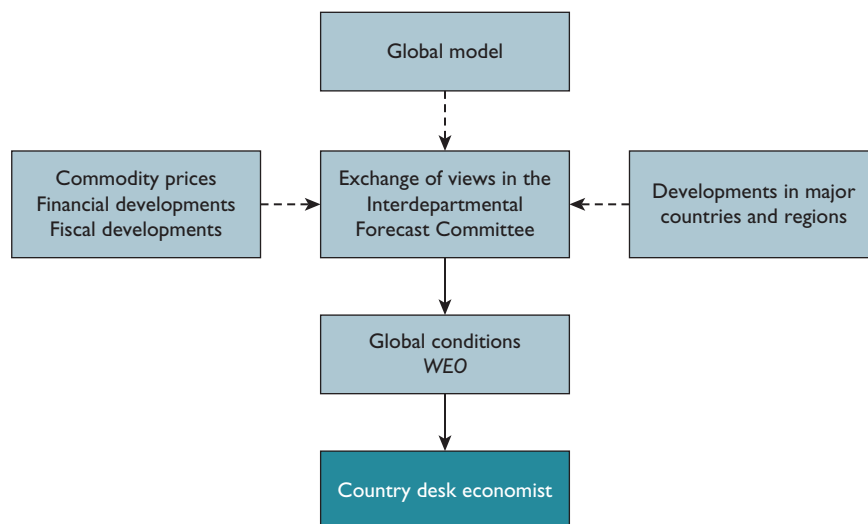 Global model
Commodity prices
Financial developments
Fiscal developments
Exchange of views in the
Interdepartmental
Forecast Committee
Developments in major
countries and regions
Global conditions
WEO
Country desk economist